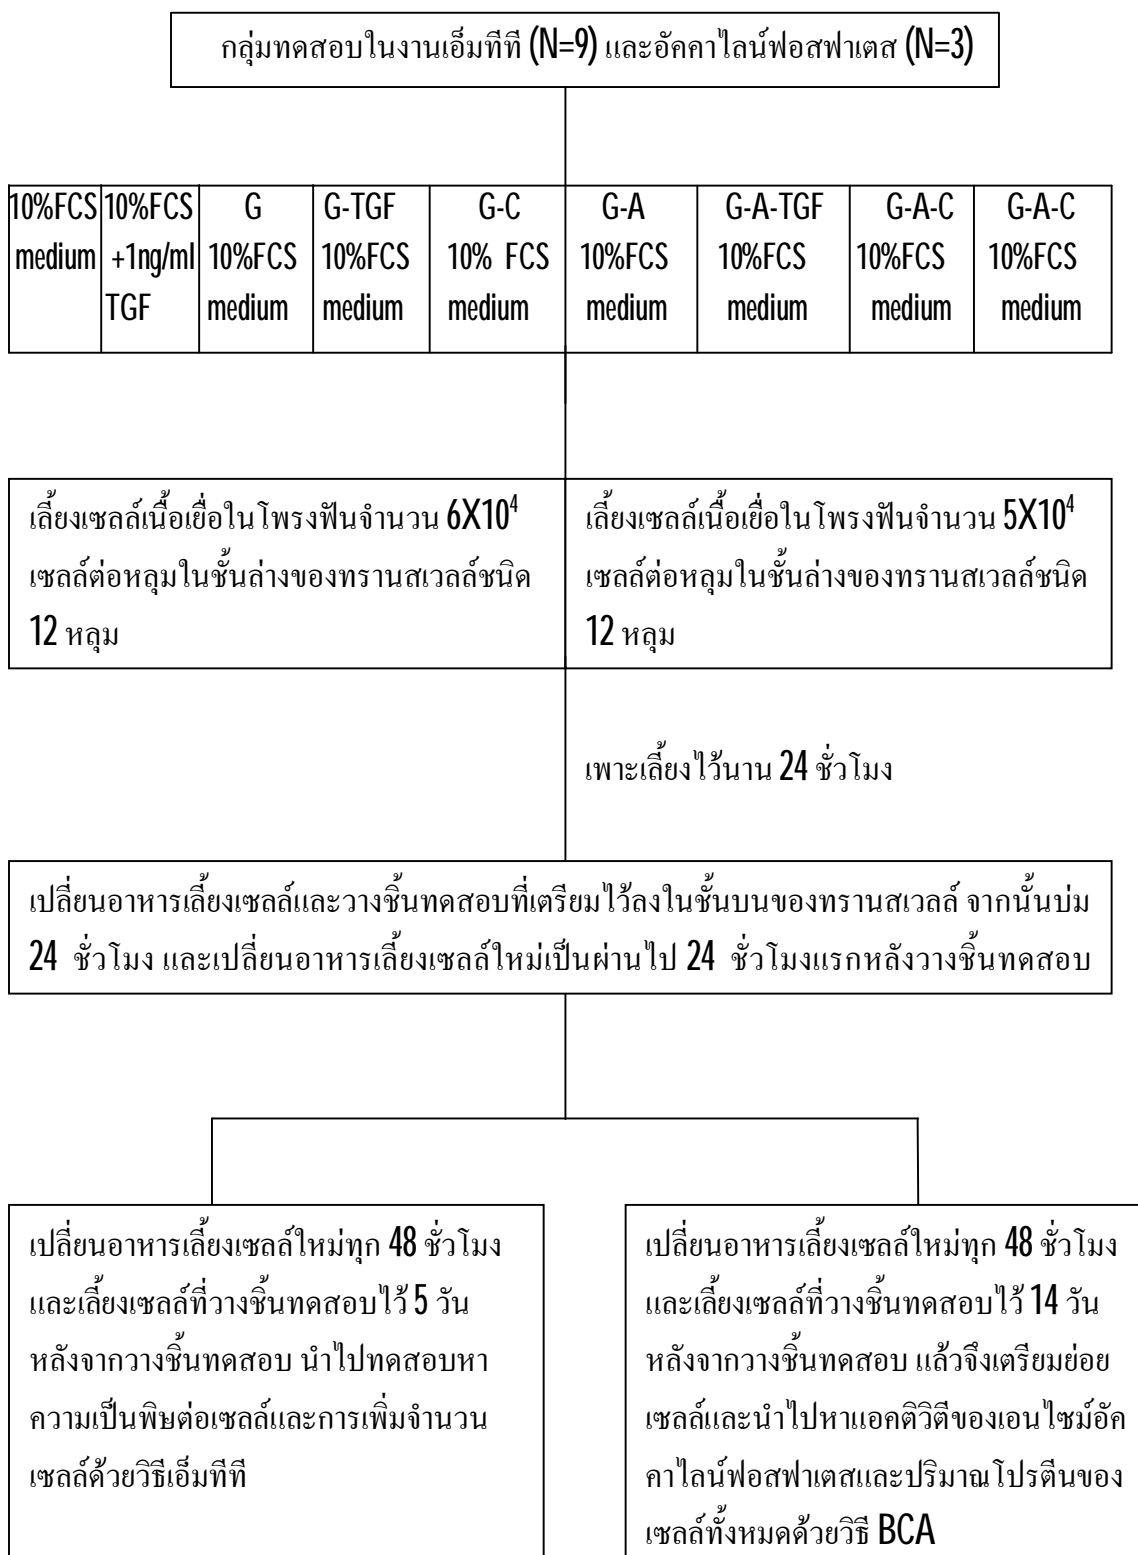 กลุ่มทดสอบในงานเอ็มทีที (N=9) และอัคคาไลน์ฟอสฟาเตส (N=3)
10%FCS
medium
10%FCS
+1ng/ml
TGF
G
10%FCS
medium
G-TGF
10%FCS
medium
G-C
10% FCS
medium
G-A
10%FCS
medium
G-A-TGF
10%FCS
medium
G-A-C
10%FCS
medium
G-A-C
10%FCS
medium
เลี้ยงเซลล์เนื้อเยื่อในโพรงฟันจำนวน 6X10⁴
เซลล์ต่อหลุมในชั้นล่างของทรานสเวลล์ชนิด
12 หลุม
เลี้ยงเซลล์เนื้อเยื่อในโพรงฟันจำนวน 5X10⁴
เซลล์ต่อหลุมในชั้นล่างของทรานสเวลล์ชนิด
12 หลุม
เพาะเลี้ยงไว้นาน 24 ชั่วโมง
เปลี่ยนอาหารเลี้ยงเซลล์และวางชิ้นทดสอบที่เตรียมไว้ลงในชั้นบนของทรานสเวลล์ จากนั้นบ่ม
24 ชั่วโมง และเปลี่ยนอาหารเลี้ยงเซลล์ใหม่เป็นผ่านไป 24 ชั่วโมงแรกหลังวางชิ้นทดสอบ
เปลี่ยนอาหารเลี้ยงเซลล์ใหม่ทุก 48 ชั่วโมง
และเลี้ยงเซลล์ที่วางชิ้นทดสอบไว้ 5 วัน
หลังจากวางชิ้นทดสอบ นำไปทดสอบหา
ความเป็นพิษต่อเซลล์และการเพิ่มจำนวน
เซลล์ด้วยวิธีเอ็มทีที
เปลี่ยนอาหารเลี้ยงเซลล์ใหม่ทุก 48 ชั่วโมง
และเลี้ยงเซลล์ที่วางชิ้นทดสอบไว้ 14 วัน
หลังจากวางชิ้นทดสอบ แล้วจึงเตรียมย่อย
เซลล์และนำไปหาแอคติวิตีของเอนไซม์อัค
คาไลน์ฟอสฟาเตสและปริมาณโปรตีนของ
เซลล์ทั้งหมดด้วยวิธี BCA